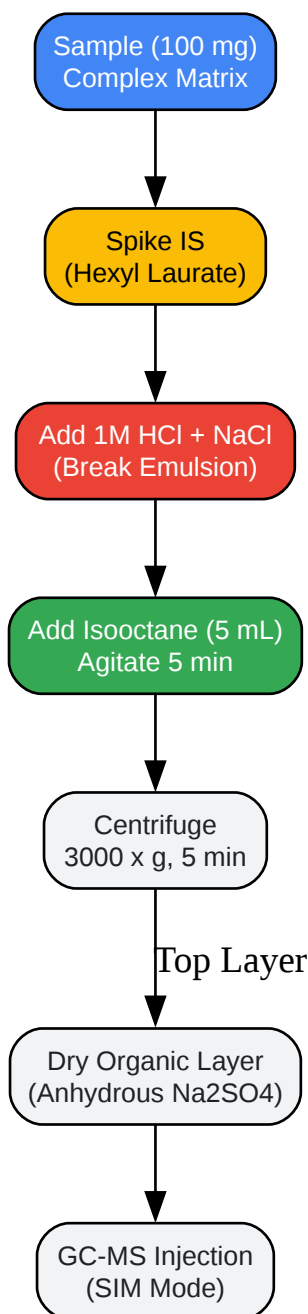 Sample (100 mg)
Complex Matrix
Spike IS
(Hexyl Laurate)
Add 1M HCl + NaCl
(Break Emulsion)
Add Isooctane (5 mL)
Agitate 5 min
Centrifuge
3000 x g, 5 min
Top Layer
Dry Organic Layer
(Anhydrous Na2SO4)
GC-MS Injection
(SIM Mode)